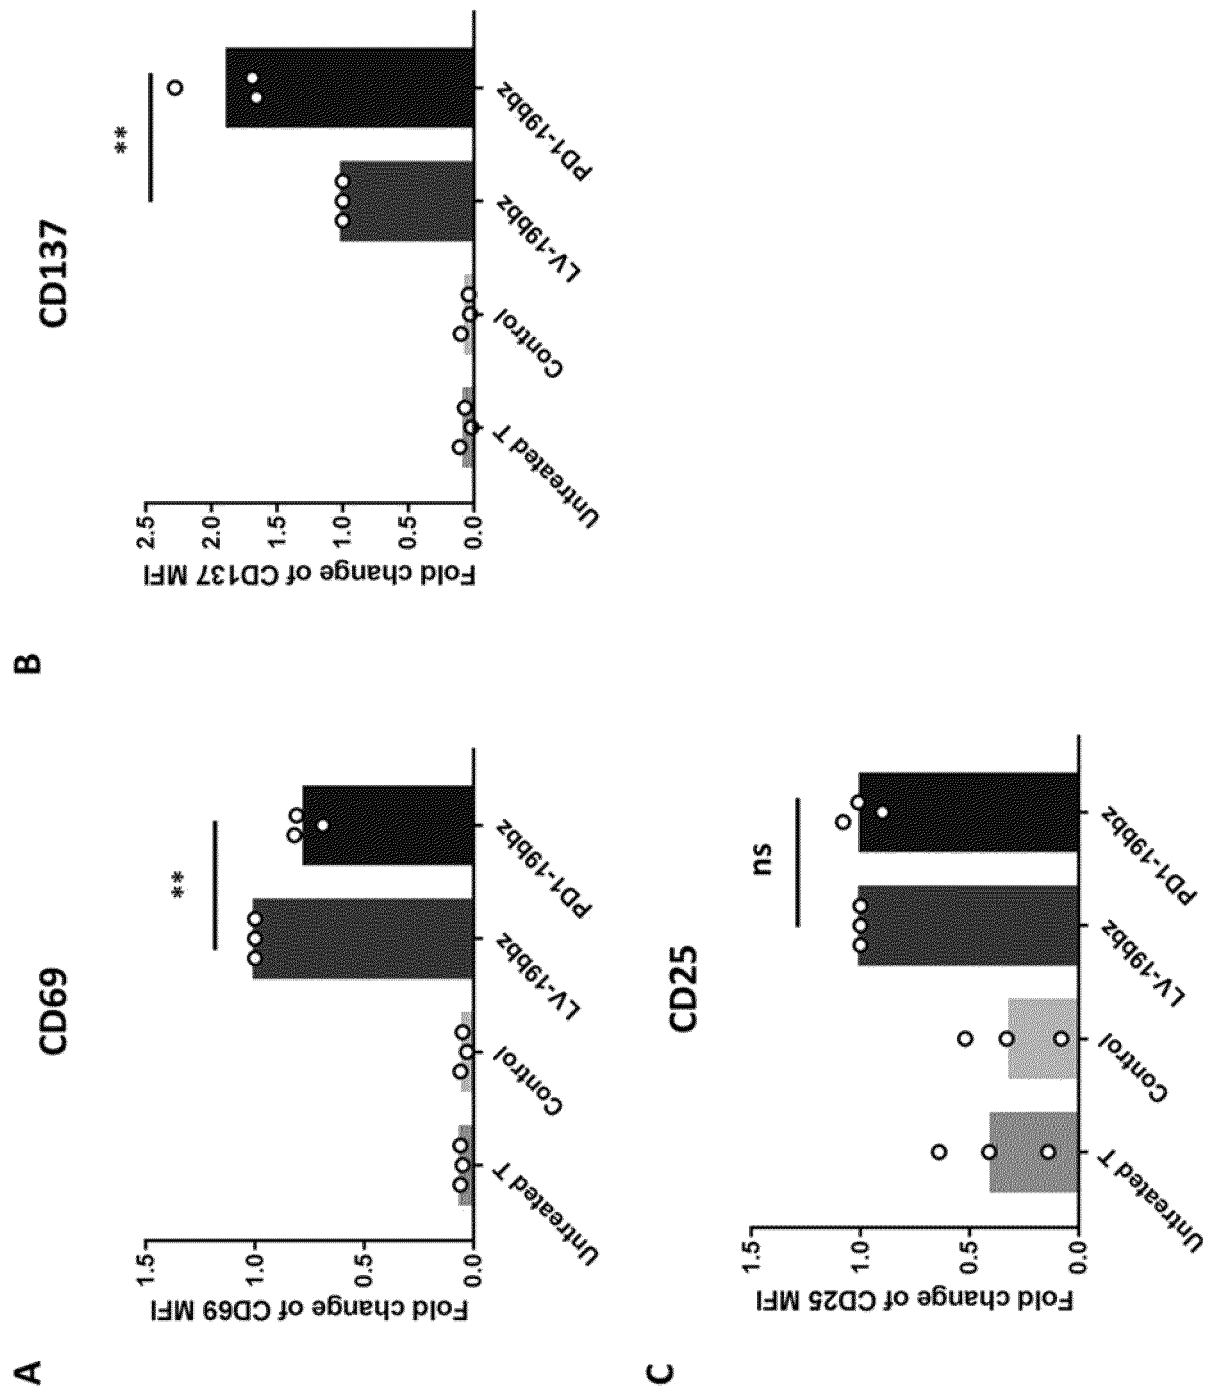 A
CD69
Fold change of CD69 MFI
1.5
1.0
0.5
0.0
**
Untreated T
Control
LV-19bbz
PD1-19bbz
B
CD137
Fold change of CD137 MFI
2.5
2.0
1.5
1.0
0.5
0.0
**
Untreated T
Control
LV-19bbz
PD1-19bbz
C
CD25
Fold change of CD25 MFI
1.5
1.0
0.5
0.0
ns
Untreated T
Control
LV-19bbz
PD1-19bbz